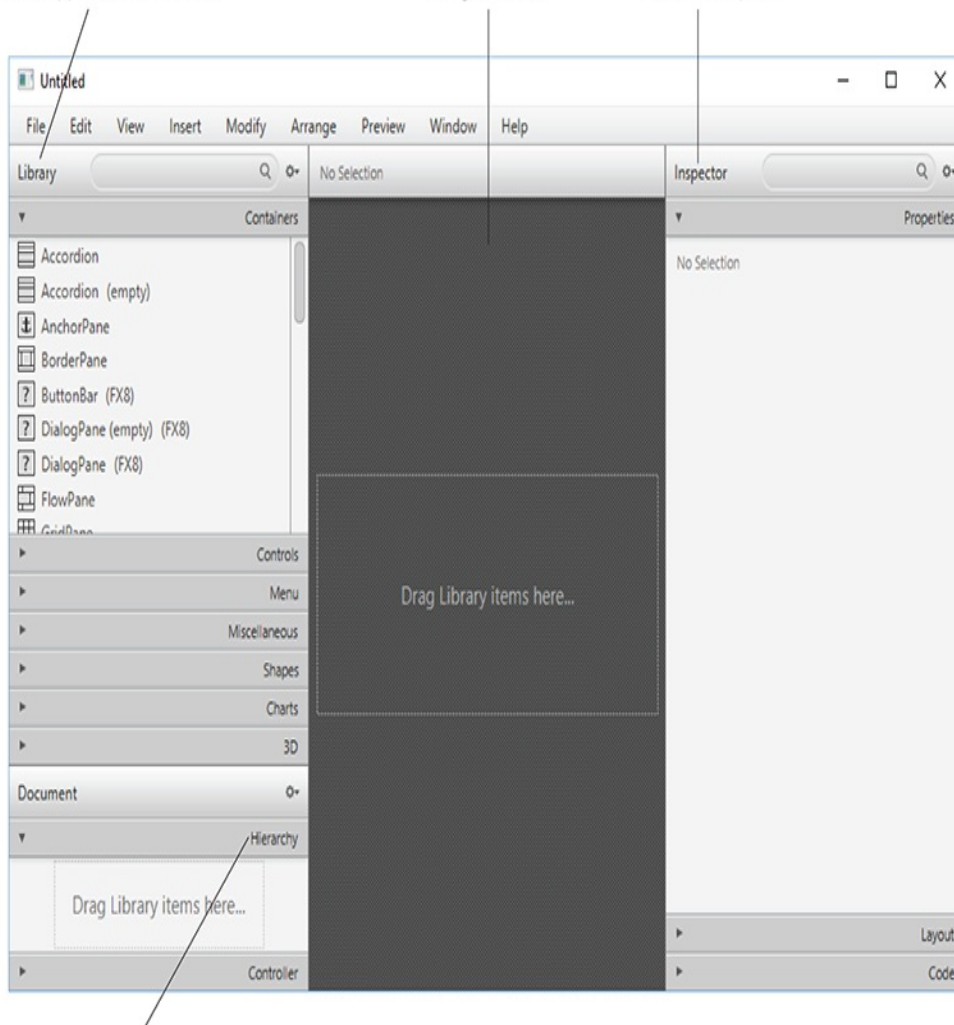 Untitled
File Edit View Insert Modify Arrange Preview Window Help
Library
No Selection
Inspector
Containers
Properties
Accordion
Accordion (empty)
AnchorPane
BorderPane
ButtonBar (FX8)
DialogPane (empty) (FX8)
DialogPane (FX8)
FlowPane
GridPane
No Selection
Controls
Menu
Miscellaneous
Shapes
Charts
3D
Drag Library items here...
Document
Hierarchy
Drag Library items here...
Controller
Layout
Code